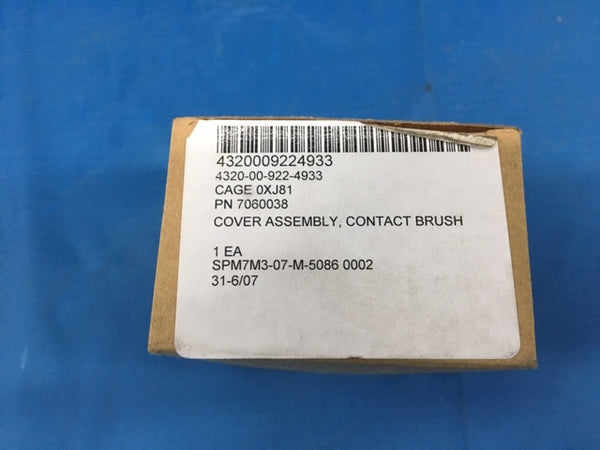 4320009224933
4320-00-922-4933
CAGE 0XJ81
PN 7060038
COVER ASSEMBLY, CONTACT BRUSH
1 EA
SPM7M3-07-M-5086 0002
31-6/07